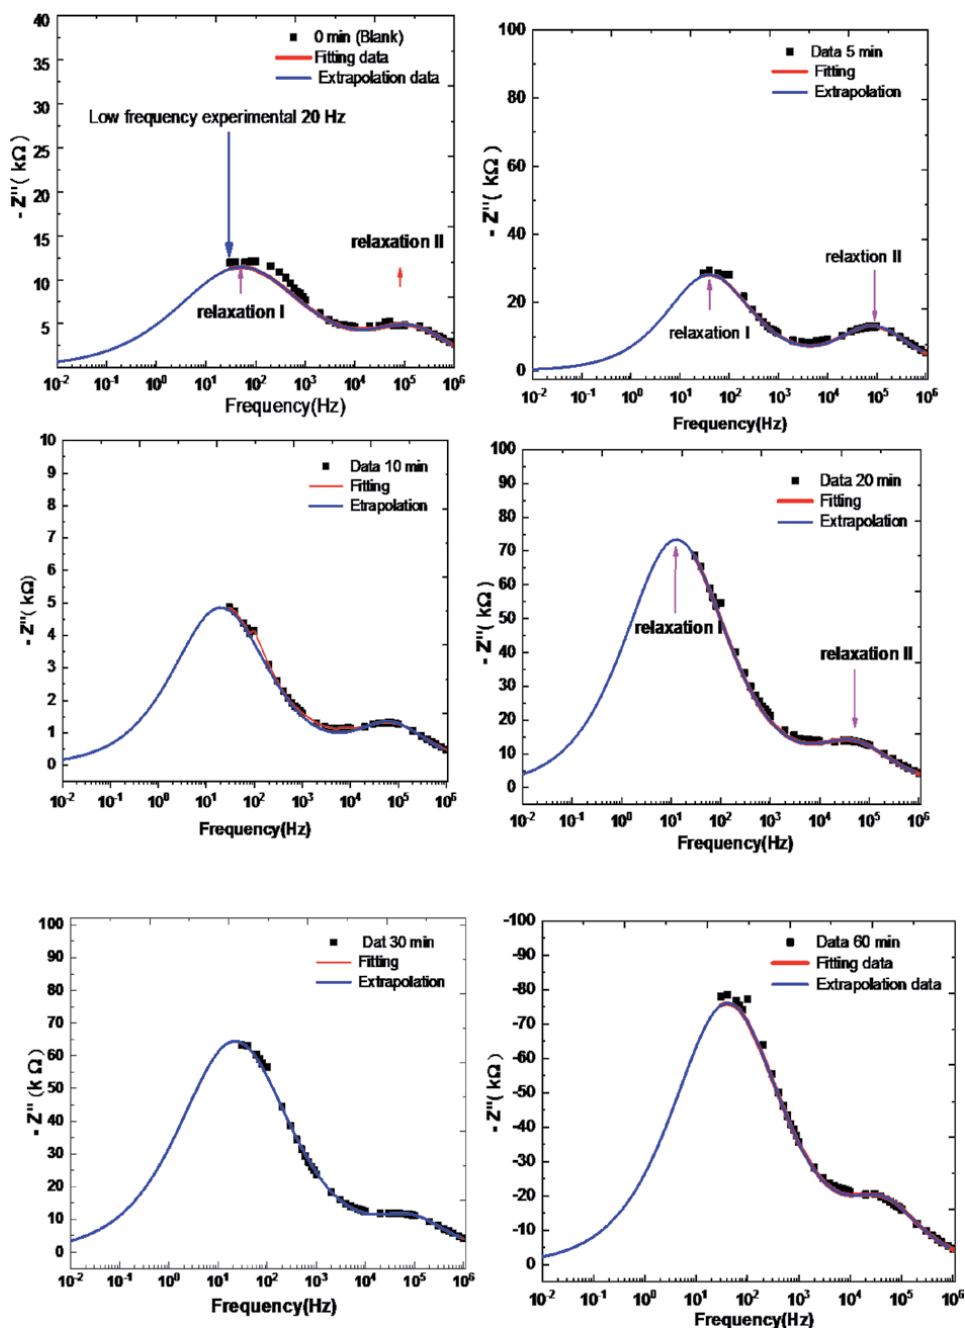 40
35
30
25
20
15
10
5
- Z'' ( kΩ)
0 min (Blank)
Fitting data
Extrapolation data
Low frequency experimental 20 Hz
relaxation II
relaxation I
10-2 10-1 100 101 102 103 104 105 106
Frequency(Hz)
100
80
60
40
20
0
- Z'' ( kΩ)
Data 5 min
Fitting
Extrapolation
relaxtion II
relaxation I
10-2 10-1 100 101 102 103 104 105 106
Frequency(Hz)
10
9
8
7
6
5
4
3
2
1
0
- Z''( kΩ)
Data 10 min
Fitting
Etrapolation
10-2 10-1 100 101 102 103 104 105 106
Frequency(Hz)
100
90
80
70
60
50
40
30
20
10
0
- Z''( kΩ)
Data 20 min
Fitting
Extrapolation
relaxation I
relaxation II
10-2 10-1 100 101 102 103 104 105 106
Frequency(Hz)
100
90
80
70
60
50
40
30
20
10
0
- Z'' (k Ω)
Dat 30 min
Fitting
Extrapolation
10-2 10-1 100 101 102 103 104 105 106
Frequency(Hz)
-100
-90
-80
-70
-60
-50
-40
-30
-20
-10
0
- Z''( kΩ)
Data 60 min
Fitting data
Extrapolation data
10-2 10-1 100 101 102 103 104 105 106
Frequency(Hz)